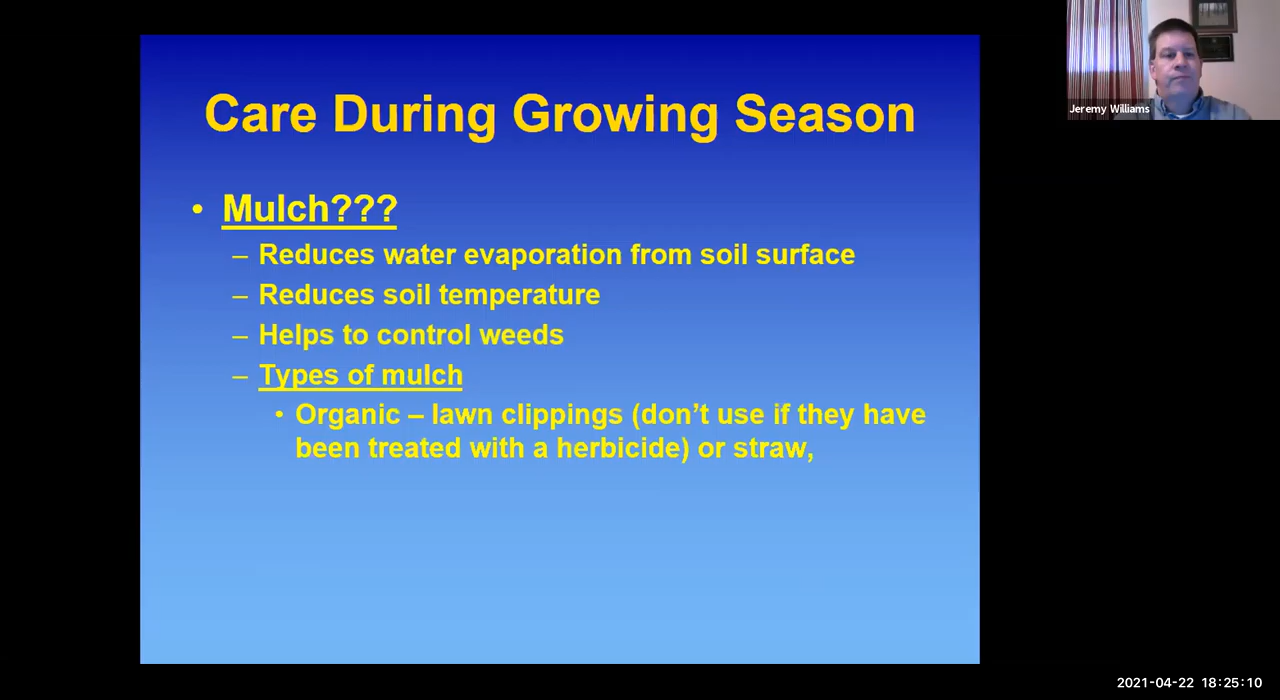 Jeremy Williams
Care During Growing Season
• Mulch???
– Reduces water evaporation from soil surface
– Reduces soil temperature
– Helps to control weeds
– Types of mulch
• Organic – lawn clippings (don’t use if they have
been treated with a herbicide) or straw,
2021-04-22 18:25:10